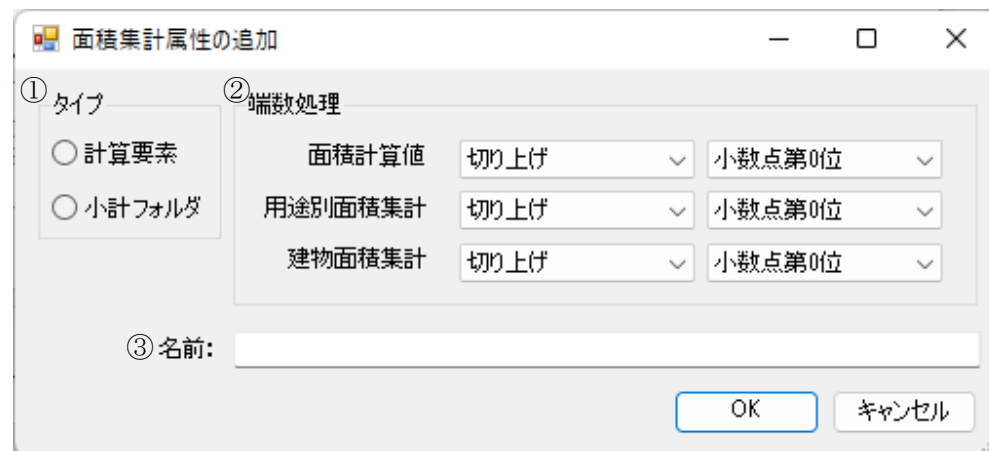 面積集計属性の追加
① タイプ
② 端数処理
計算要素
面積計算値 切り上げ 小数点第0位
小計フォルダ
用途別面積集計 切り上げ 小数点第0位
建物面積集計 切り上げ 小数点第0位
③ 名前:
OK キャンセル